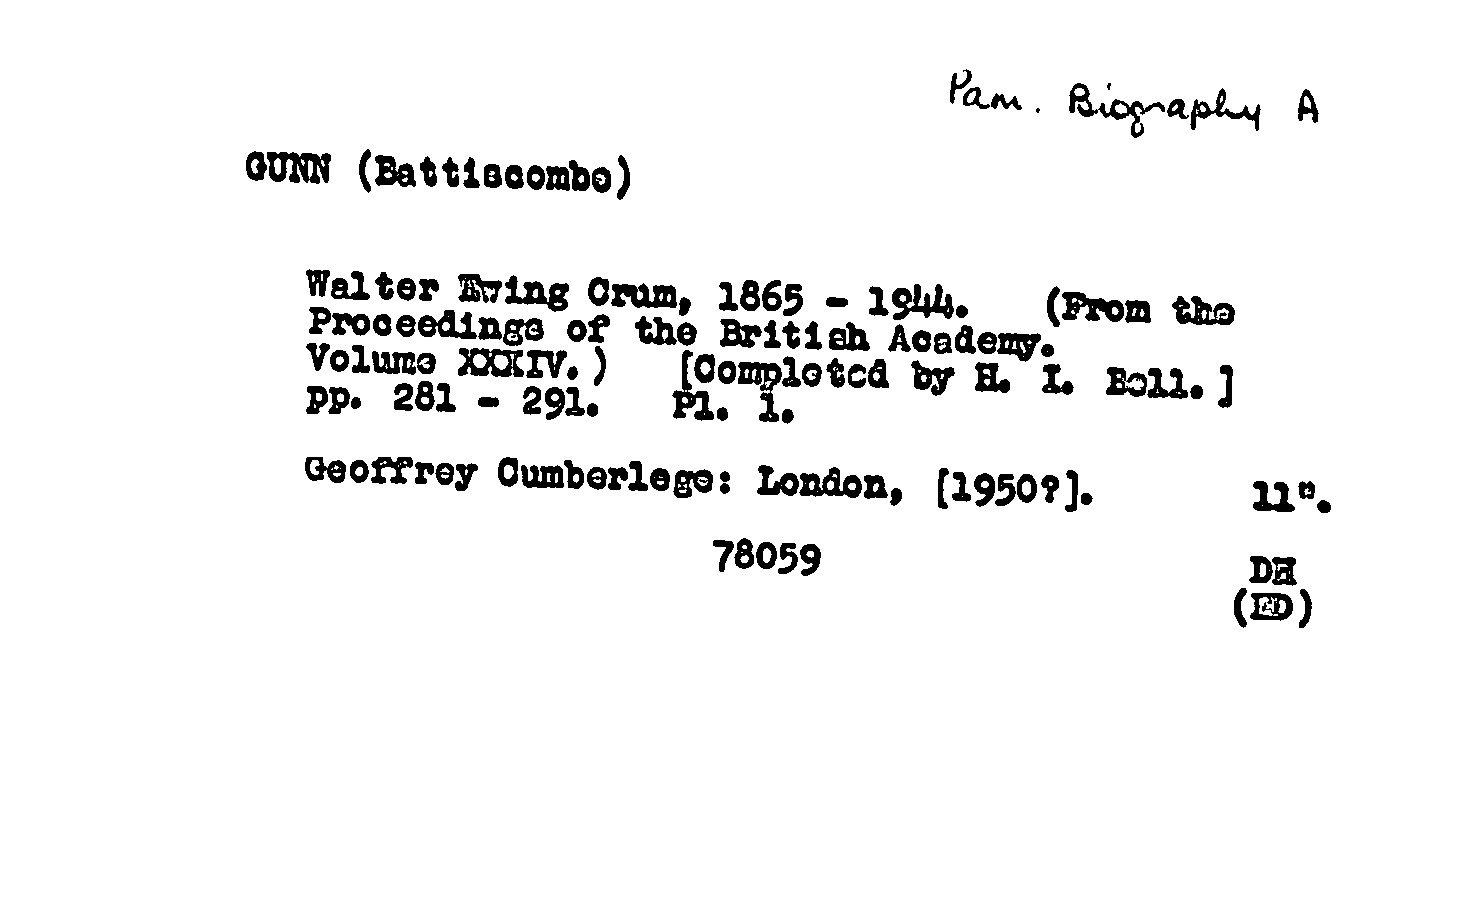 Pam. Biography A
GUNN (Battiscombe)
Walter Ewing Crum, 1865 - 1944. (From the
Proceedings of the British Academy.
Volume XXXIV.) [Completed by H. I. Bell.]
pp. 281 - 291. Pl. 1.
Geoffrey Cumberlege: London, [1950?]. 11".
78059
DH